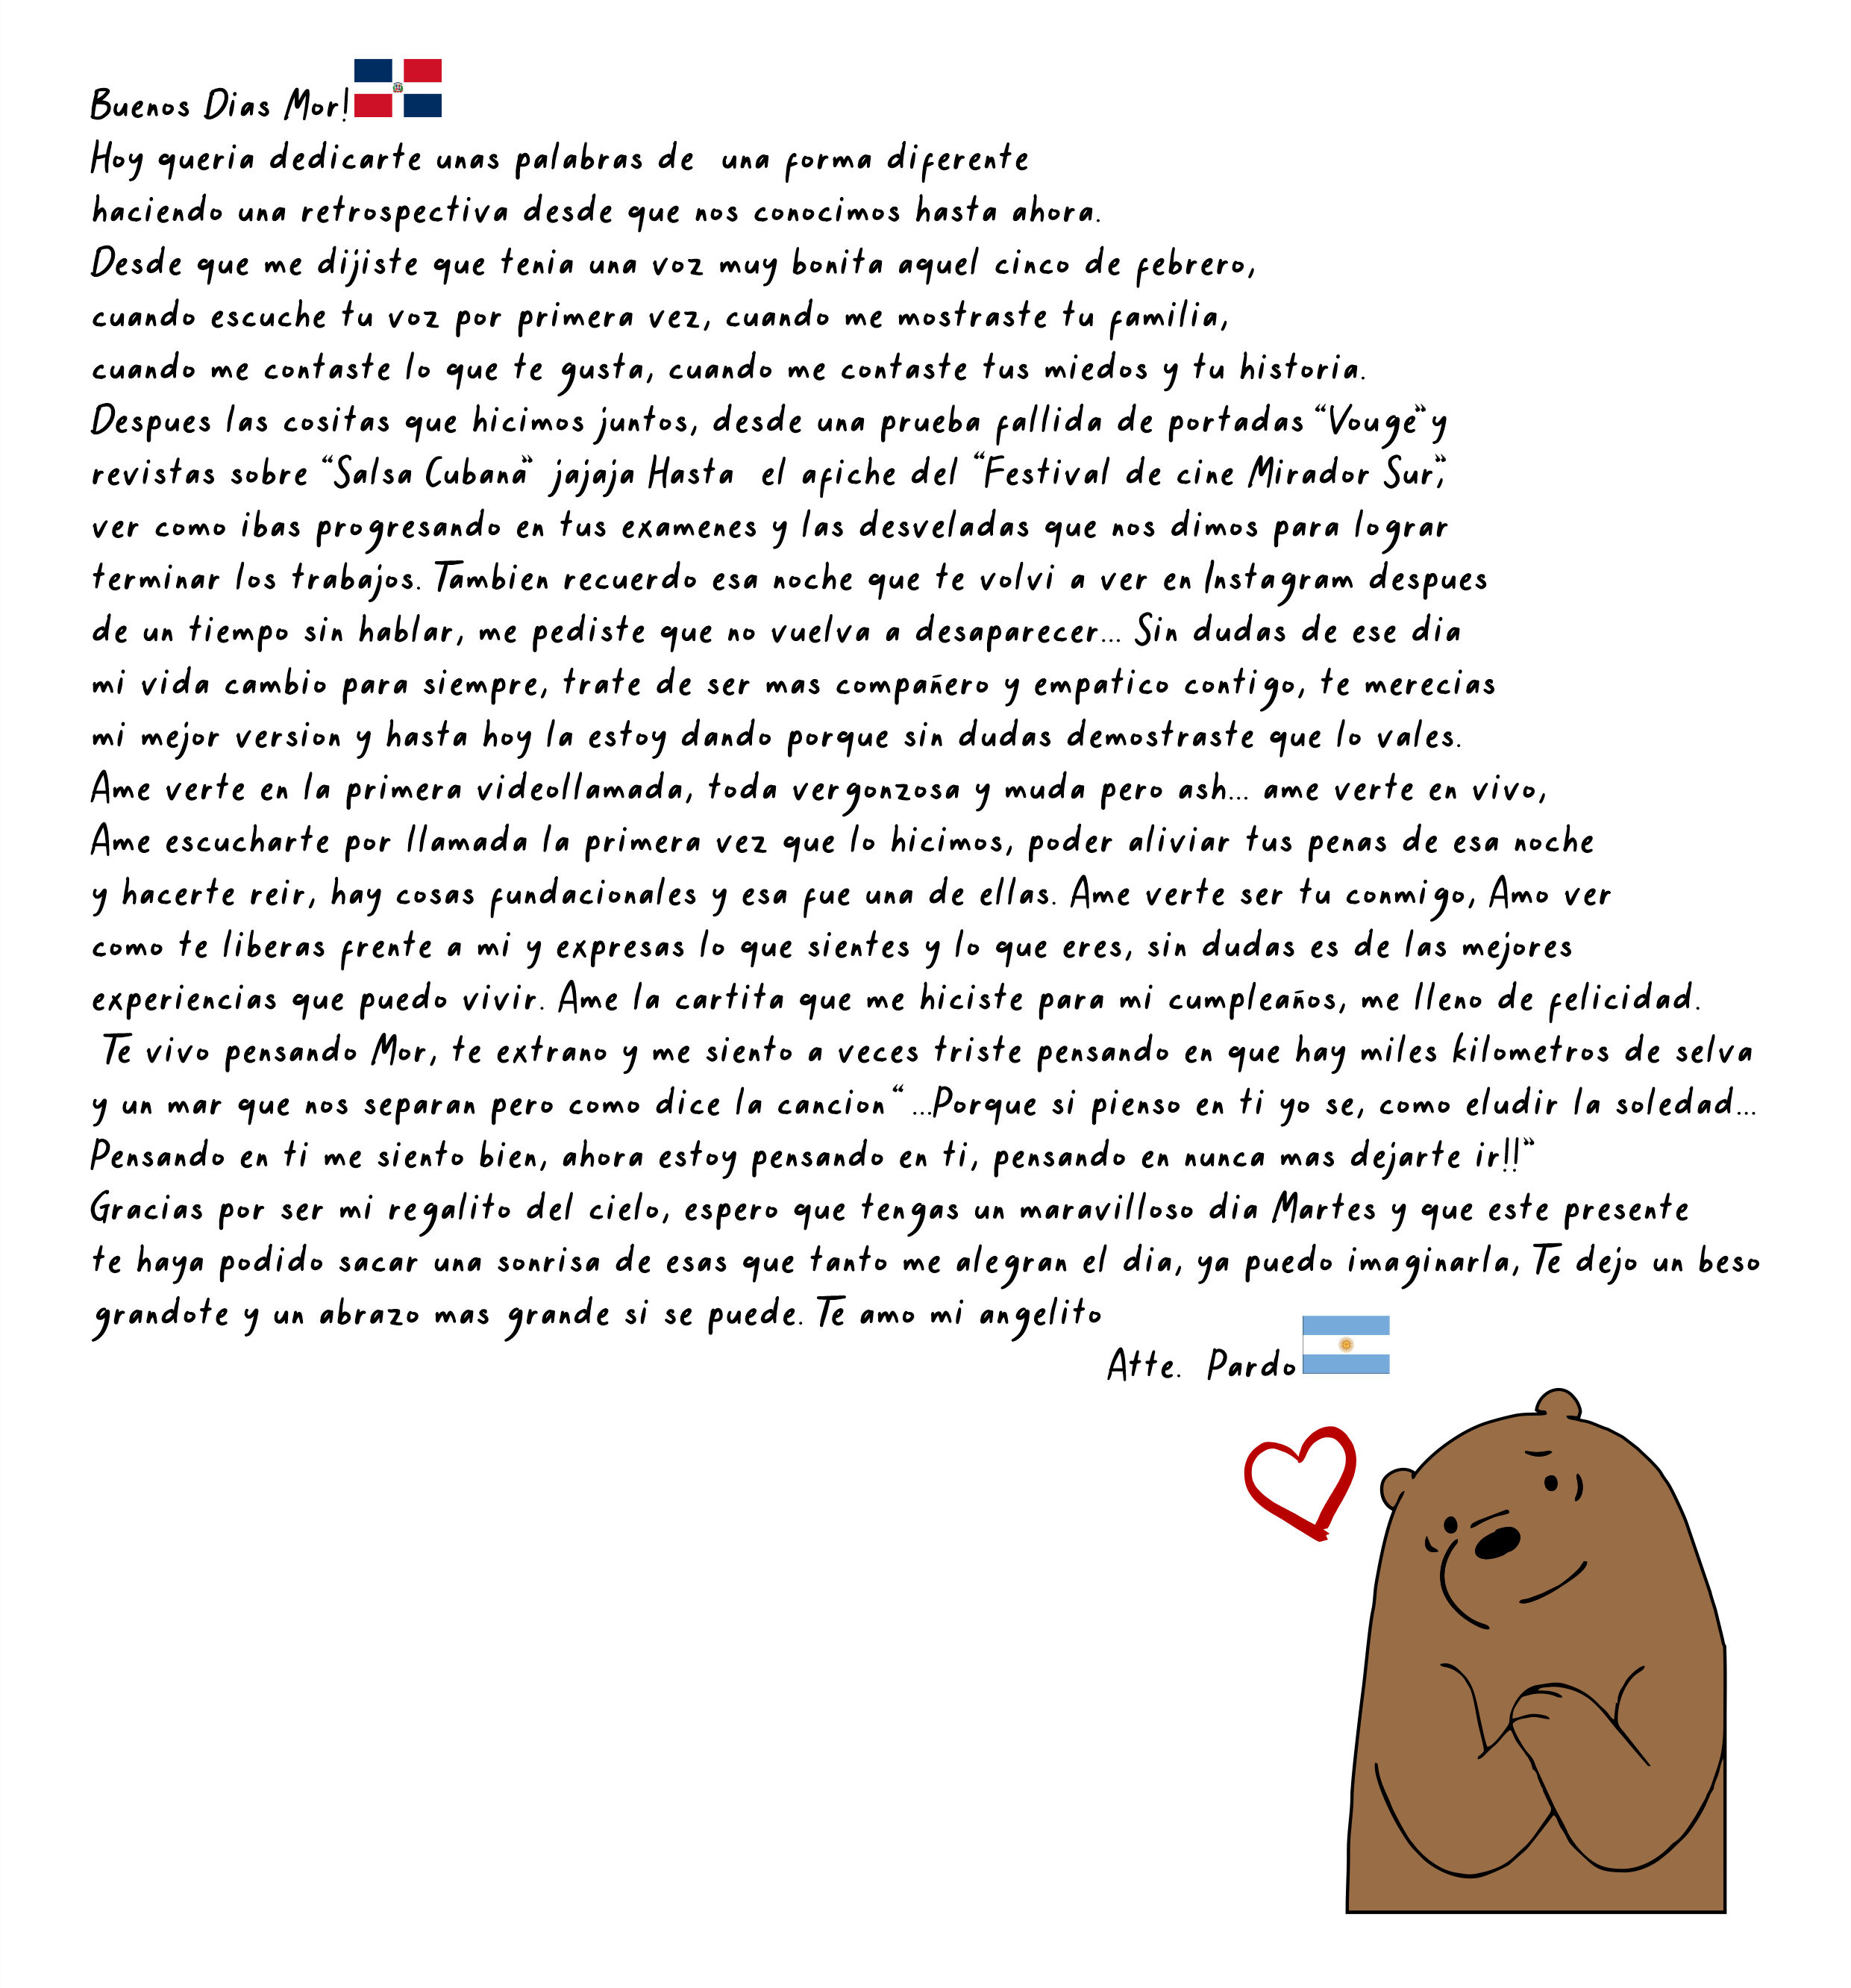 Buenos Dias Mor!
Hoy queria dedicarte unas palabras de una forma diferente
haciendo una retrospectiva desde que nos conocimos hasta ahora.
Desde que me dijiste que tenia una voz muy bonita aquel cinco de febrero,
cuando escuche tu voz por primera vez, cuando me mostraste tu familia,
cuando me contaste lo que te gusta, cuando me contaste tus miedos y tu historia.
Despues las cositas que hicimos juntos, desde una prueba fallida de portadas “Vouge” y
revistas sobre “Salsa Cubana” jajaja Hasta el afiche del “Festival de cine Mirador Sur”,
ver como ibas progresando en tus examenes y las desveladas que nos dimos para lograr
terminar los trabajos. Tambien recuerdo esa noche que te volvi a ver en Instagram despues
de un tiempo sin hablar, me pediste que no vuelva a desaparecer... Sin dudas de ese dia
mi vida cambio para siempre, trate de ser mas compañero y empatico contigo, te merecias
mi mejor version y hasta hoy la estoy dando porque sin dudas demostraste que lo vales.
Ame verte en la primera videollamada, toda vergonzosa y muda pero ash... ame verte en vivo,
Ame escucharte por llamada la primera vez que lo hicimos, poder aliviar tus penas de esa noche
y hacerte reir, hay cosas fundacionales y esa fue una de ellas. Ame verte ser tu conmigo, Amo ver
como te liberas frente a mi y expresas lo que sientes y lo que eres, sin dudas es de las mejores
experiencias que puedo vivir. Ame la cartita que me hiciste para mi cumpleaños, me lleno de felicidad.
Te vivo pensando Mor, te extrano y me siento a veces triste pensando en que hay miles kilometros de selva
y un mar que nos separan pero como dice la cancion “ ...Porque si pienso en ti yo se, como eludir la soledad...
Pensando en ti me siento bien, ahora estoy pensando en ti, pensando en nunca mas dejarte ir!!”
Gracias por ser mi regalito del cielo, espero que tengas un maravilloso dia Martes y que este presente
te haya podido sacar una sonrisa de esas que tanto me alegran el dia, ya puedo imaginarla, Te dejo un beso
grandote y un abrazo mas grande si se puede. Te amo mi angelito
Atte. Pardo